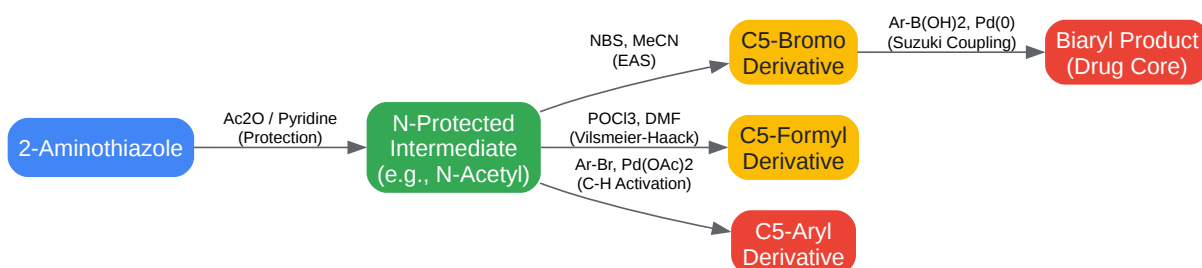 2-Aminothiazole
Ac2O / Pyridine
(Protection)
N-Protected
Intermediate
(e.g., N-Acetyl)
NBS, MeCN
(EAS)
POCl3, DMF
(Vilsmeier-Haack)
Ar-Br, Pd(OAc)2
(C-H Activation)
C5-Bromo
Derivative
C5-Formyl
Derivative
C5-Aryl
Derivative
Ar-B(OH)2, Pd(0)
(Suzuki Coupling)
Biaryl Product
(Drug Core)